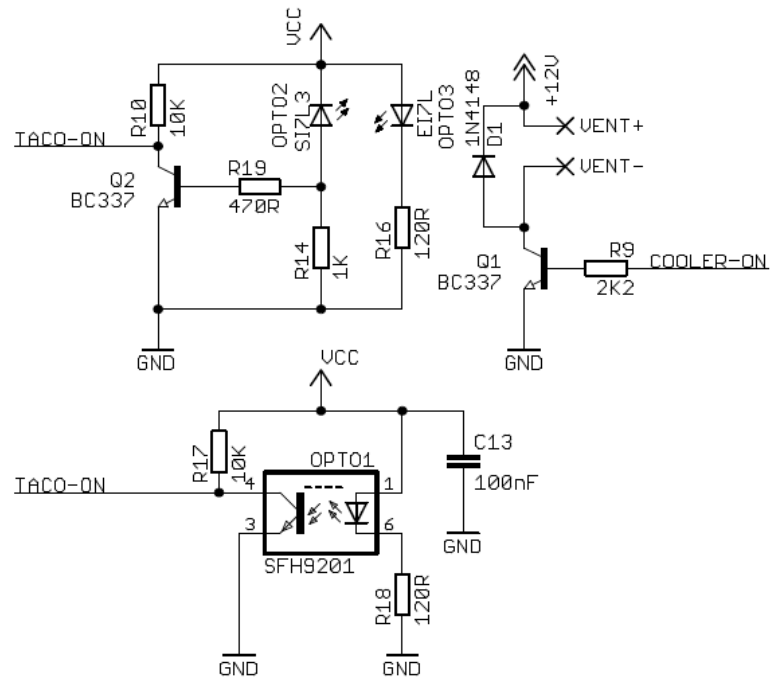 VCC
R10
10K
TACO-ON
Q2
BC337
R19
470R
OPTO2
SI7L3
R14
1K
EI7L
OPTO3
R16
120R
GND
+12V
1N4148
D1
VENT+
VENT-
Q1
BC337
R9
2K2
COOLER-ON
GND
VCC
R17
10K
TACO-ON
OPTO1
4
3
1
6
SFH9201
C13
100nF
GND
R18
120R
GND
GND